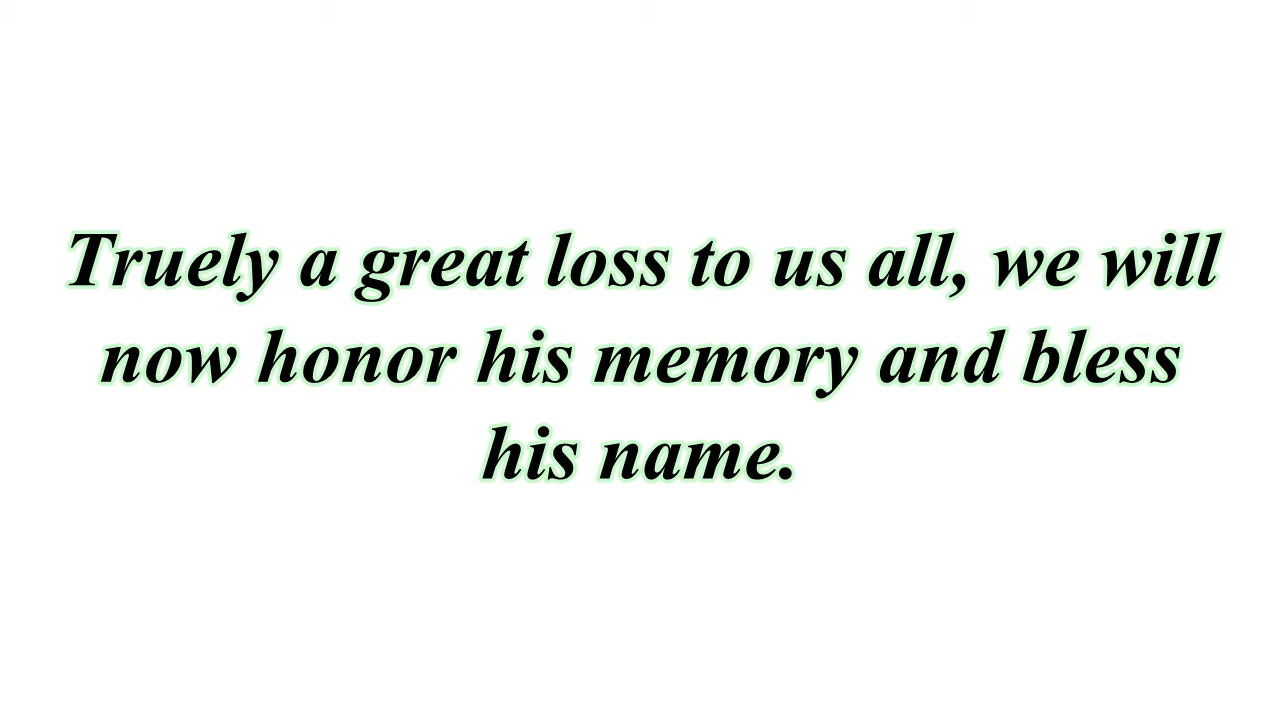 Truely a great loss to us all, we will
now honor his memory and bless
his name.